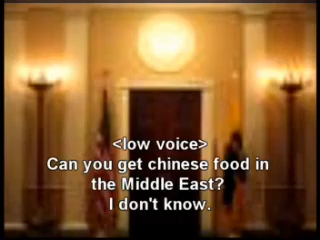 <low voice>
Can you get chinese food in
the Middle East?
I don't know.